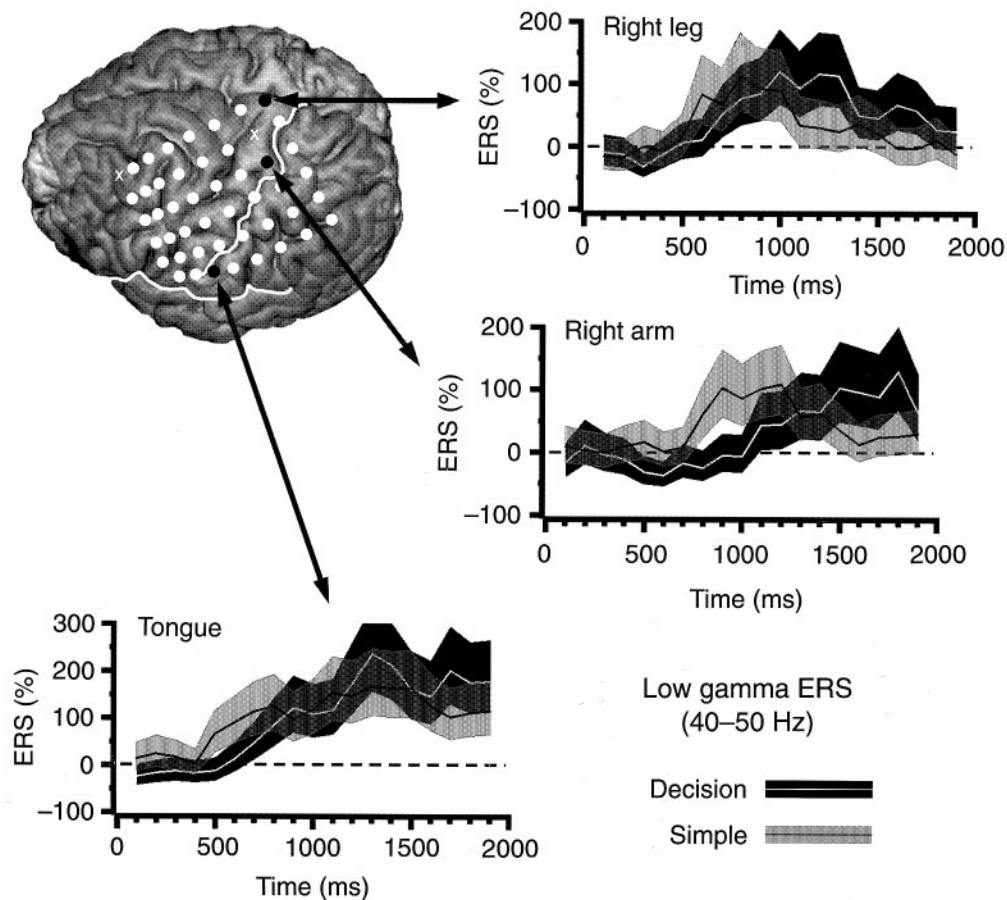 Right leg
200
100
0
−100
ERS (%)
0 500 1000 1500 2000
Time (ms)
x
x
Right arm
200
100
0
−100
ERS (%)
0 500 1000 1500 2000
Time (ms)
Tongue
300
200
100
0
−100
ERS (%)
0 500 1000 1500 2000
Time (ms)
Low gamma ERS
(40–50 Hz)
Decision
Simple